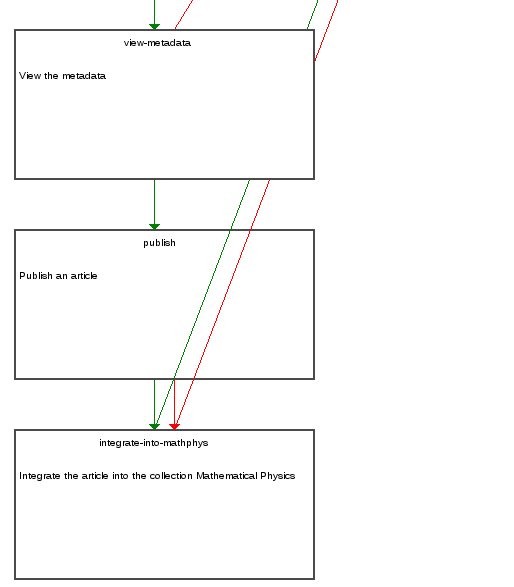 view-metadata
View the metadata
publish
Publish an article
integrate-into-mathphys
Integrate the article into the collection Mathematical Physics